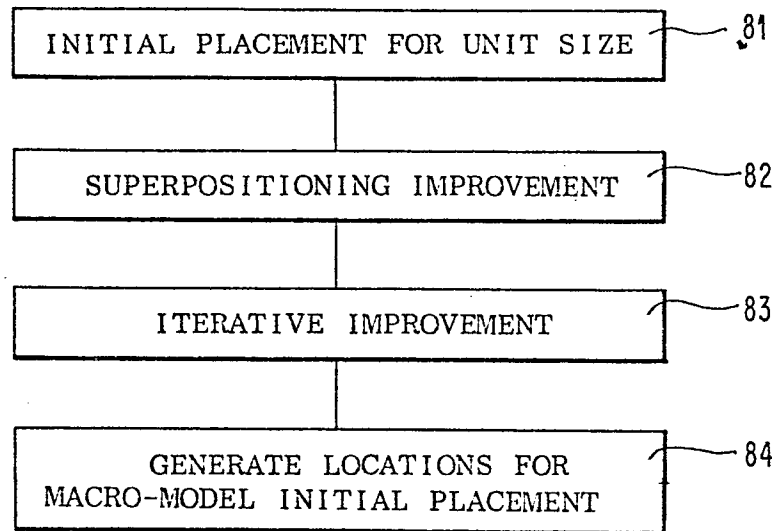 INITIAL PLACEMENT FOR UNIT SIZE
81
SUPERPOSITIONING IMPROVEMENT
82
ITERATIVE IMPROVEMENT
83
GENERATE LOCATIONS FOR
MACRO-MODEL INITIAL PLACEMENT
84